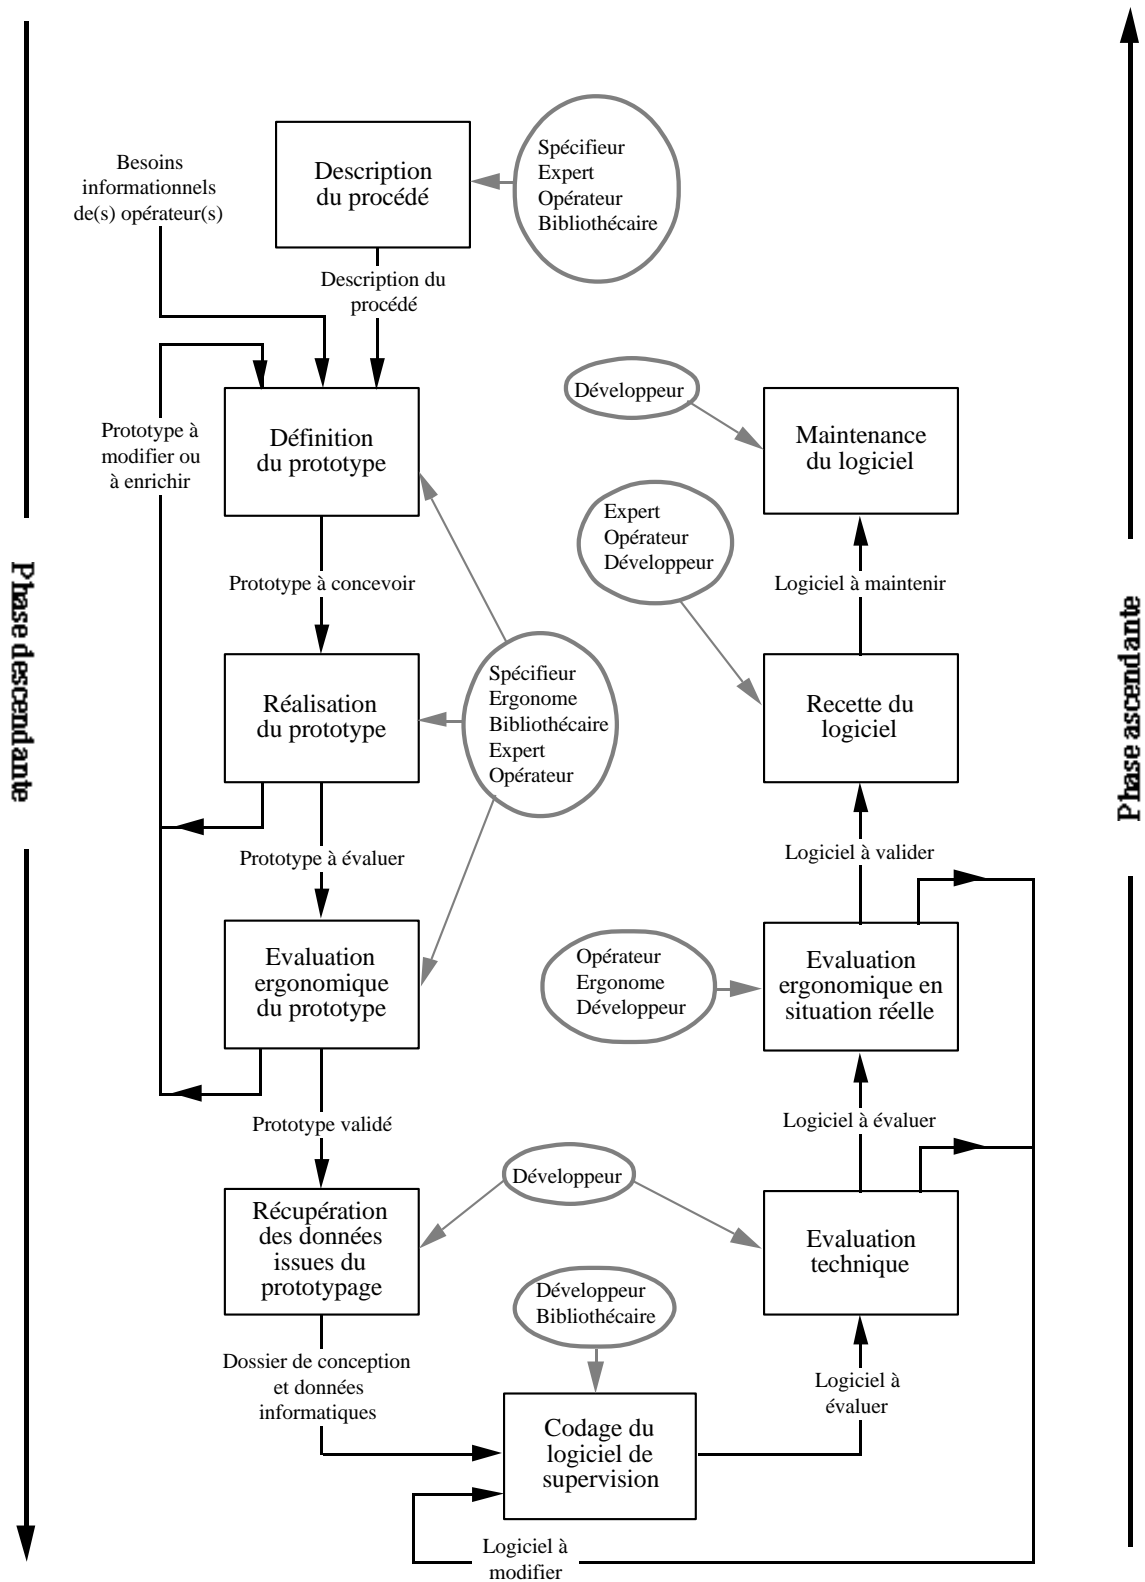 Besoins
informationnels
de(s) opérateur(s)
Description
du procédé
Spécifieur
Expert
Opérateur
Bibliothécaire
Description du
procédé
Prototype à
modifier ou
à enrichir
Définition
du prototype
Développeur
Maintenance
du logiciel
Expert
Opérateur
Développeur
Prototype à concevoir
Logiciel à maintenir
Phase descendante
Phase ascendante
Réalisation
du prototype
Spécifieur
Ergonome
Bibliothécaire
Expert
Opérateur
Recette du
logiciel
Prototype à évaluer
Logiciel à valider
Evaluation
ergonomique
du prototype
Opérateur
Ergonome
Développeur
Evaluation
ergonomique en
situation réelle
Prototype validé
Logiciel à évaluer
Récupération
des données
issues du
prototypage
Développeur
Evaluation
technique
Développeur
Bibliothécaire
Dossier de conception
et données
informatiques
Logiciel à
évaluer
Codage du
logiciel de
supervision
Logiciel à
modifier